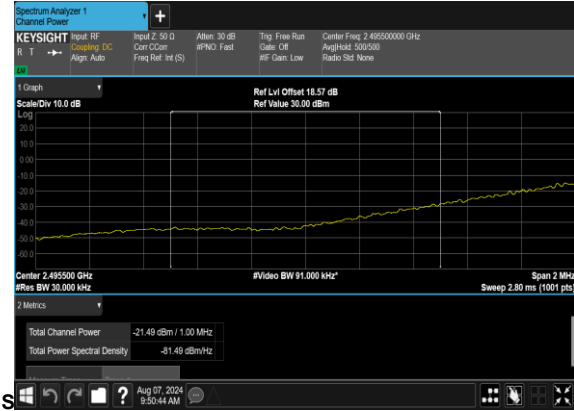 Spectrum Analyzer 1
Channel Power
+
KEYSIGHT
R T
LNI
Input: RF
Coupling: DC
Align: Auto
Input Z: 50 Ω
Corr CCorr
Freq Ref: Int (S)
Atten: 30 dB
#PNO: Fast
Trig: Free Run
Gate: Off
#IF Gain: Low
Center Freq: 2.495500000 GHz
Avg|Hold: 500/500
Radio Std: None
1 Graph
Scale/Div 10.0 dB
Ref Lvl Offset 18.57 dB
Ref Value 30.00 dBm
Log
20.0
10.0
0.00
-10.0
-20.0
-30.0
-40.0
-50.0
-60.0
Center 2.495500 GHz
#Res BW 30.000 kHz
#Video BW 91.000 kHz*
Span 2 MHz
Sweep 2.80 ms (1001 pts)
2 Metrics
Total Channel Power -21.49 dBm / 1.00 MHz
Total Power Spectral Density -81.49 dBm/Hz
S
?
Aug 07, 2024
9:50:44 AM